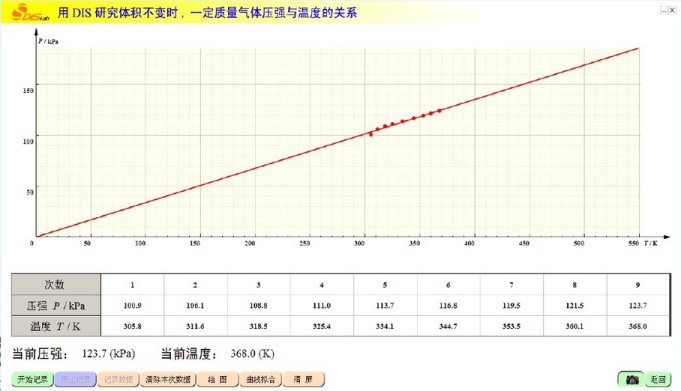 DISLab 用 DIS 研究体积不变时，一定质量气体压强与温度的关系
P / kPa
150
100
50
0 50 100 150 200 250 300 350 400 450 500 550 T / K
次数 1 2 3 4 5 6 7 8 9
压强 P / kPa 100.9 106.1 108.8 111.0 113.7 116.8 119.5 121.5 123.7
温度 T / K 305.8 311.6 318.5 325.4 334.1 344.7 353.5 360.1 368.0
当前压强： 123.7 (kPa) 当前温度： 368.0 (K)
开始记录 停止记录 记录数据 清除本次数据 绘 图 曲线拟合 清 屏 返回